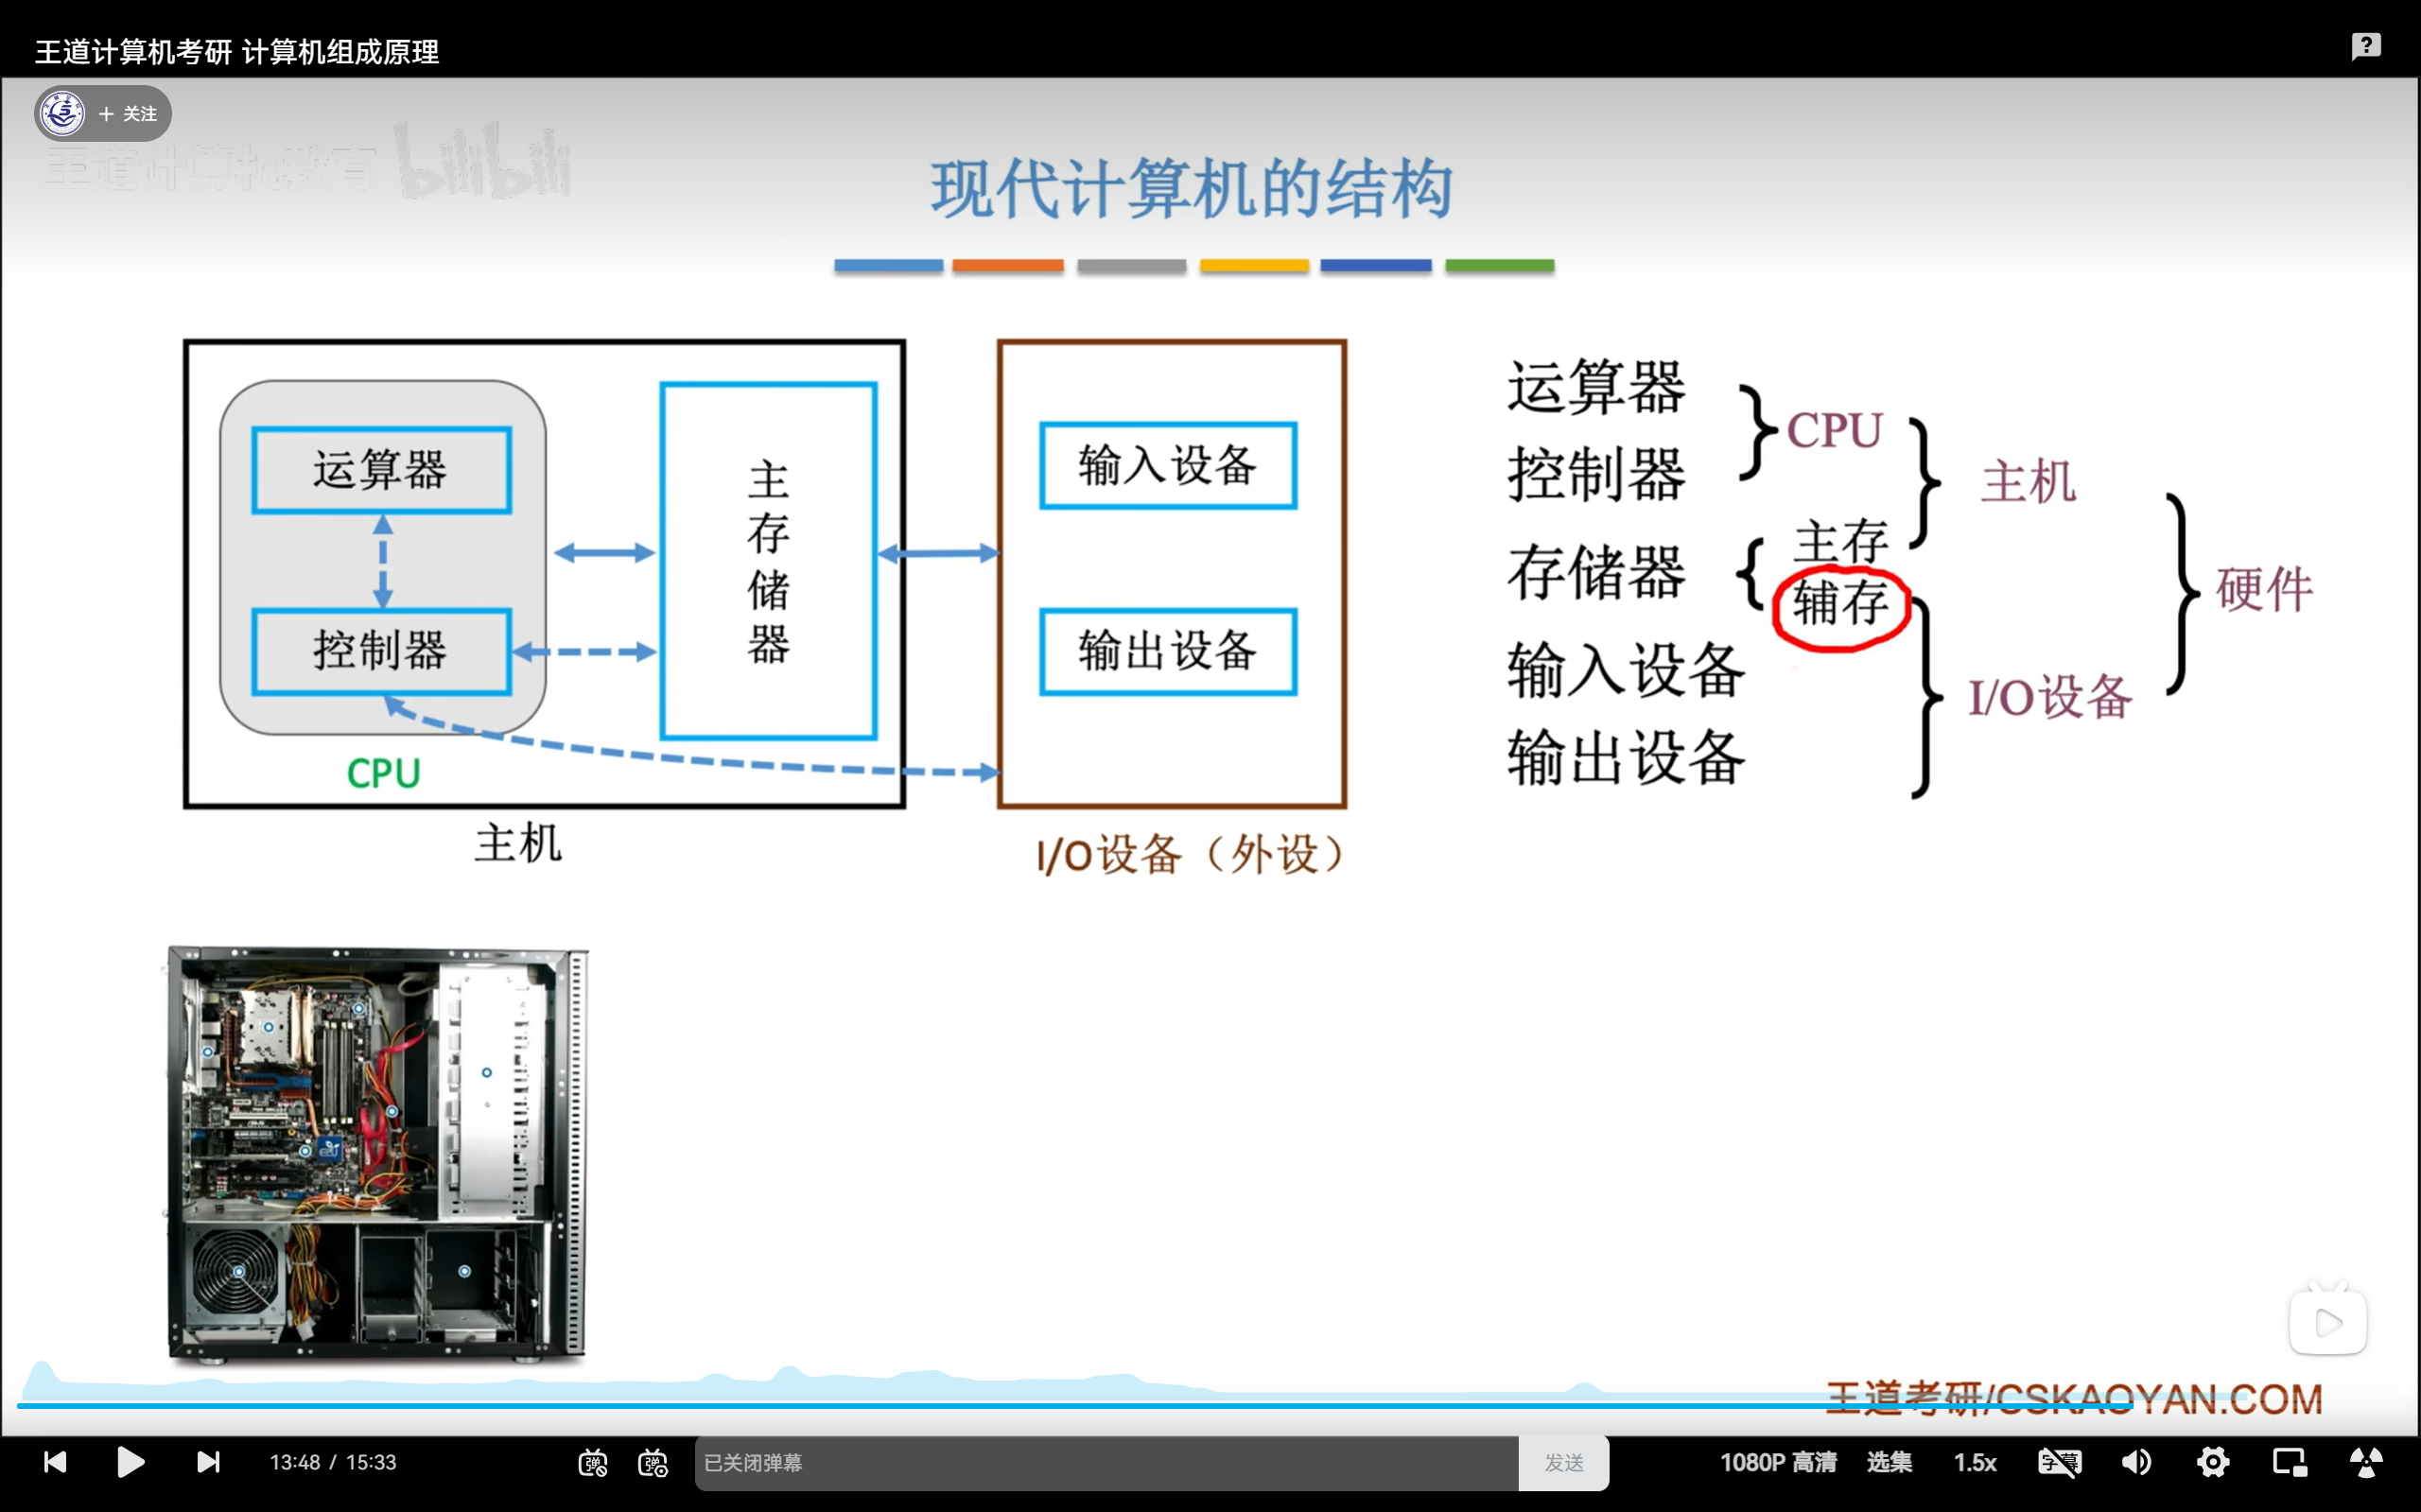 王道计算机考研 计算机组成原理
+ 关注
王道计算机教育 bilibili
现代计算机的结构
运算器
控制器
CPU
主存储器
主机
输入设备
输出设备
I/O设备（外设）
运算器
控制器
CPU
存储器
主存
辅存
主机
输入设备
输出设备
I/O设备
硬件
王道考研/CSKAOYAN.COM
13:48 / 15:33
弹
弹
已关闭弹幕
发送
1080P 高清
选集
1.5x
字幕